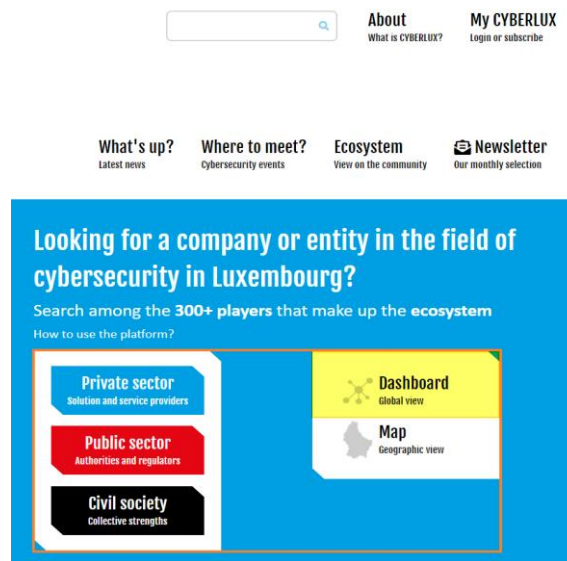 About
What is CYBERLUX?
My CYBERLUX
Login or subscribe
What's up?
Latest news
Where to meet?
Cybersecurity events
Ecosystem
View on the community
Newsletter
Our monthly selection
Looking for a company or entity in the field of
cybersecurity in Luxembourg?
Search among the 300+ players that make up the ecosystem
How to use the platform?
Private sector
Solution and service providers
Public sector
Authorities and regulators
Civil society
Collective strengths
Dashboard
Global view
Map
Geographic view